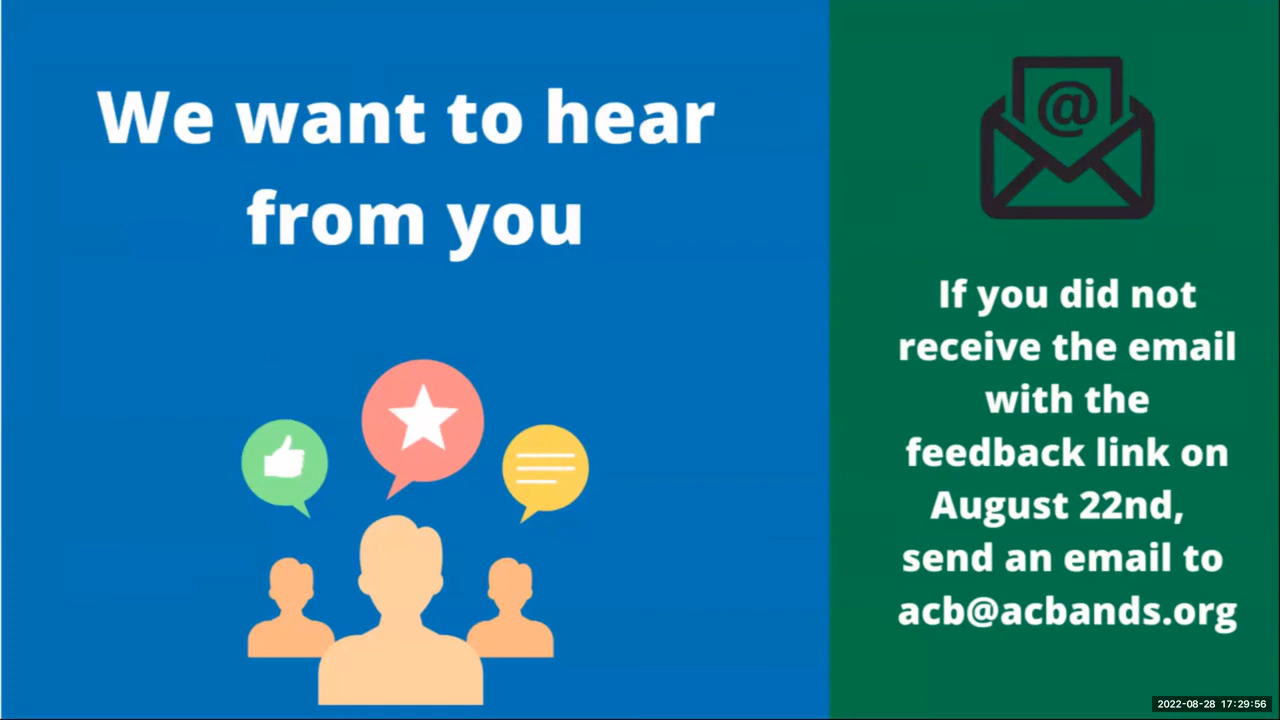 We want to hear
from you
@
If you did not
receive the email
with the
feedback link on
August 22nd,
send an email to
acb@acbands.org
2022-08-28 17:29:56